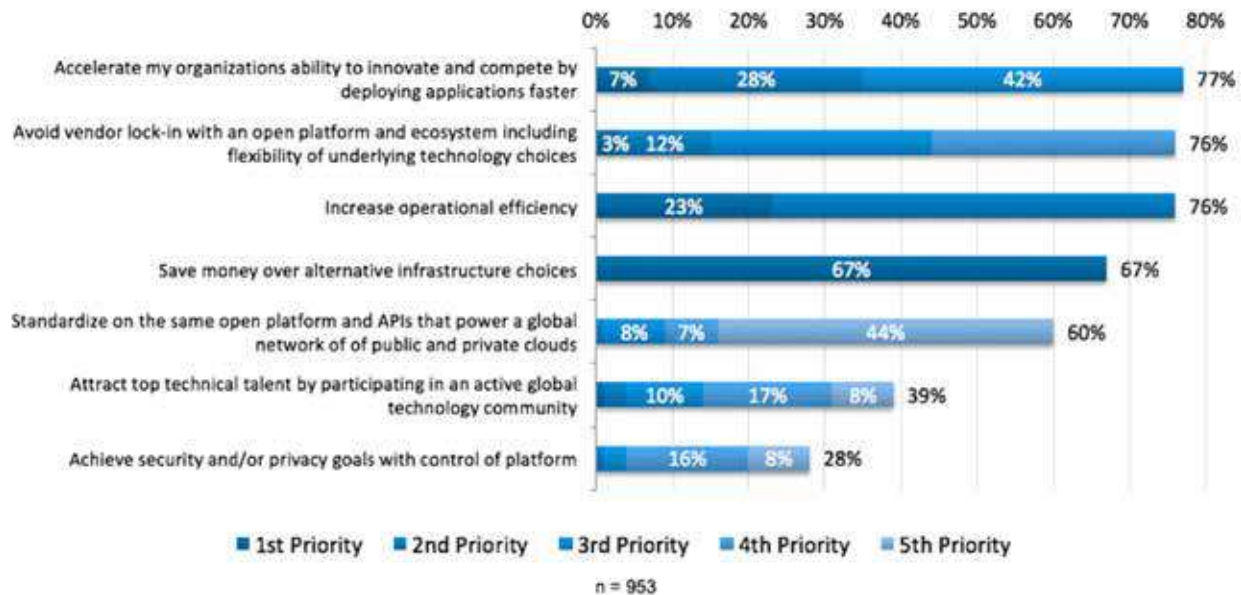 0% 10% 20% 30% 40% 50% 60% 70% 80%
Accelerate my organizations ability to innovate and compete by
deploying applications faster
7% 28% 42% 77%
Avoid vendor lock-in with an open platform and ecosystem including
flexibility of underlying technology choices
3% 12% 76%
Increase operational efficiency 23% 76%
Save money over alternative infrastructure choices 67% 67%
Standardize on the same open platform and APIs that power a global
network of of public and private clouds
8% 7% 44% 60%
Attract top technical talent by participating in an active global
technology community
10% 17% 8% 39%
Achieve security and/or privacy goals with control of platform 16% 8% 28%
1st Priority 2nd Priority 3rd Priority 4th Priority 5th Priority
n = 953